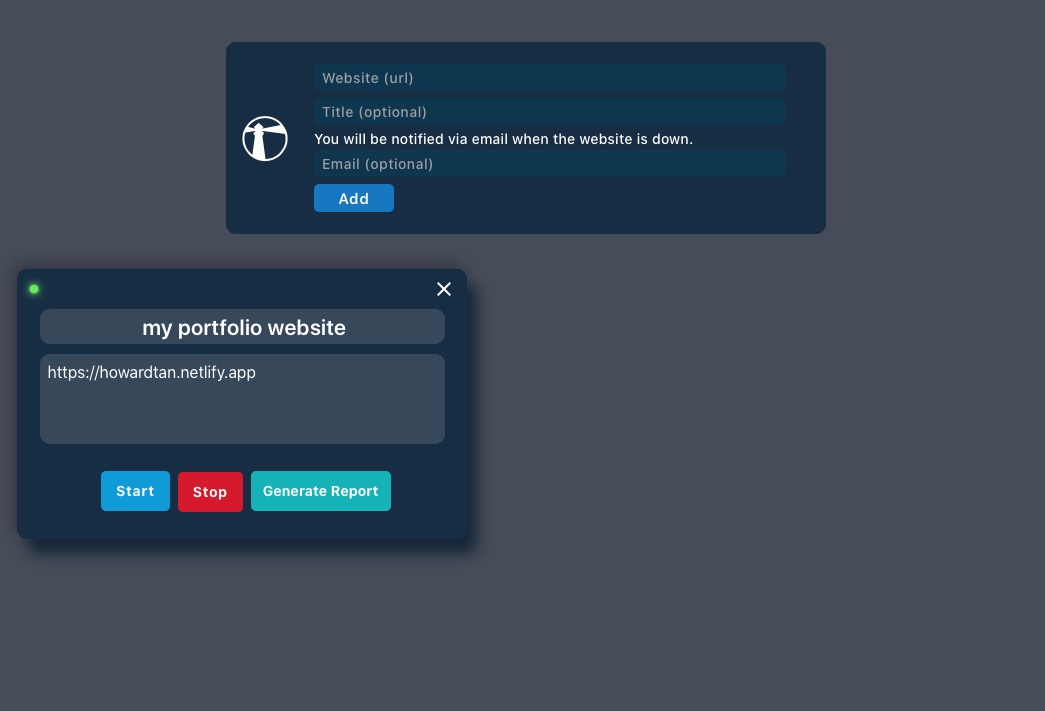 Website (url)
Title (optional)
You will be notified via email when the website is down.
Email (optional)
Add
my portfolio website
https://howardtan.netlify.app
Start
Stop
Generate Report